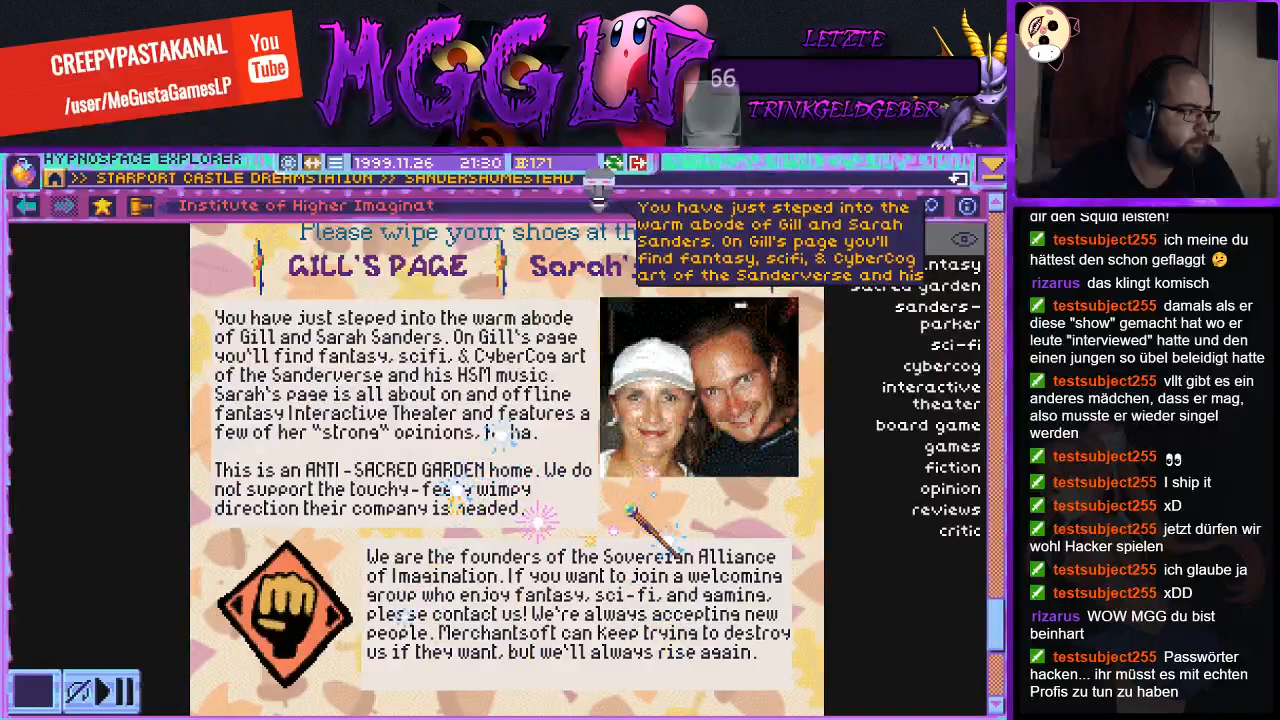 CREEPYPASTAKANAL
/user/MeGustaGamesLP
You
Tube
MGGLP
LETZTE
66
TRINKGELDGEBER
HYPNOSPACE EXPLORER
1999.11.26
21:30
171
>> STARPORT CASTLE DREAMSTATION >> SANDERSHOMESTEAD
Institute of Higher Imaginat
You have just steped into the
warm abode of Gill and Sarah
Sanders. On Gill's page you'll
find fantasy, scifi, & CyberCog
art of the Sanderverse and his
Please wipe your shoes at th
GILL'S PAGE
Sarah'
You have just steped into the warm abode
of Gill and Sarah Sanders. On Gill's page
you'll find fantasy, scifi, & CyberCog art
of the Sanderverse and his HSM music.
Sarah's page is all about on and offline
fantasy Interactive Theater and features a
few of her "strong" opinions, haha.
This is an ANTI-SACRED GARDEN home. We do
not support the touchy-feely wimpy
direction their company is headed.
We are the founders of the Sovereign Alliance
of Imagination. If you want to join a welcoming
group who enjoy fantasy, sci-fi, and gaming,
please contact us! We're always accepting new
people. Merchantsoft can keep trying to destroy
us if they want, but we'll always rise again.
ntasy
sacred garden
sanders-
parker
sci-fi
cybercog
interactive
theater
board game
games
fiction
opinion
reviews
critic
dir den Squid leisten!
testsubject255 ich meine du
hättest den schon geflaggt
rizarus das klingt komisch
testsubject255 damals als er
diese "show" gemacht hat wo er
leute "interviewed" hatte und den
einen jungen so übel beleidigt hatte
testsubject255 vllt gibt es ein
anderes mädchen, dass er mag,
also musste er wieder singel
werden
testsubject255
testsubject255 I ship it
testsubject255 xD
testsubject255 jetzt dürfen wir
wohl Hacker spielen
testsubject255 ich glaube ja
testsubject255 xDD
rizarus WOW MGG du bist
beinhart
testsubject255 Passwörter
hacken... ihr müsst es mit echten
Profis zu tun zu haben